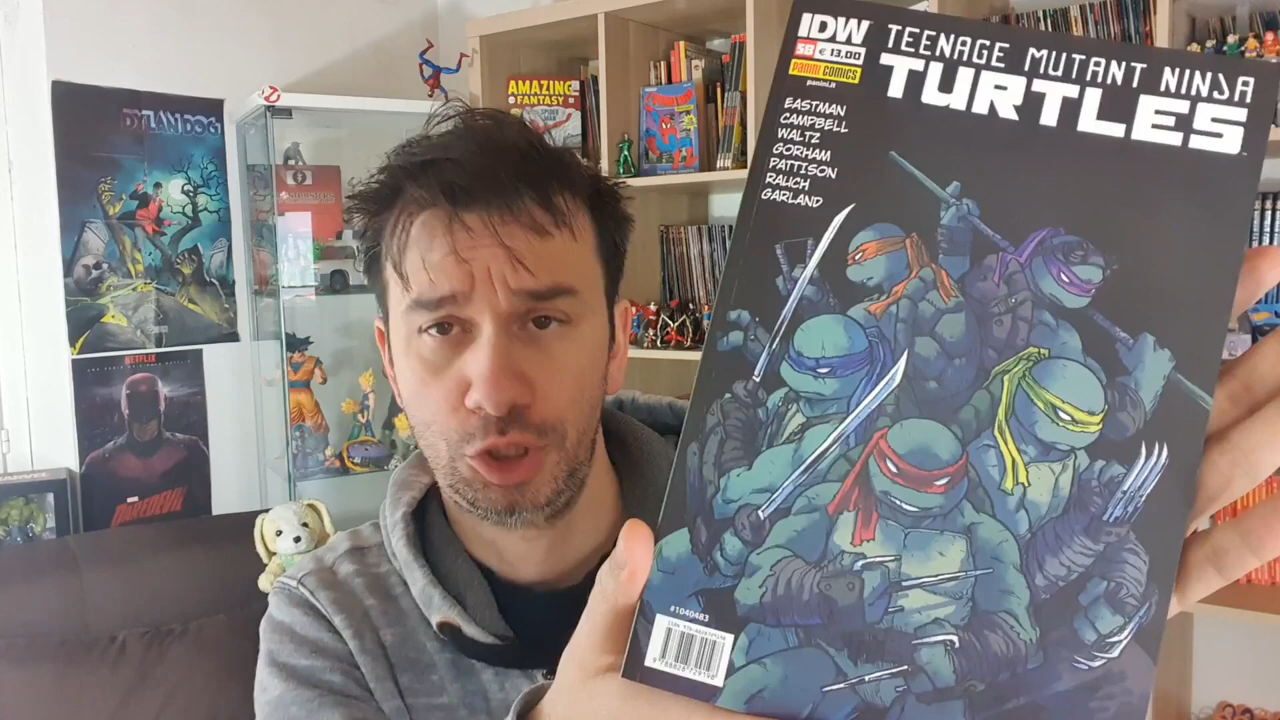 DYLAN DOG
NETFLIX
DAREDEVIL
MARVEL
AMAZING
FANTASY
IDW
58 € 13,00
PANINI COMICS
panini.it
TEENAGE MUTANT NINJA
TURTLES
EASTMAN
CAMPBELL
WALTZ
GORHAM
PATTISON
RAUCH
GARLAND
#1040483